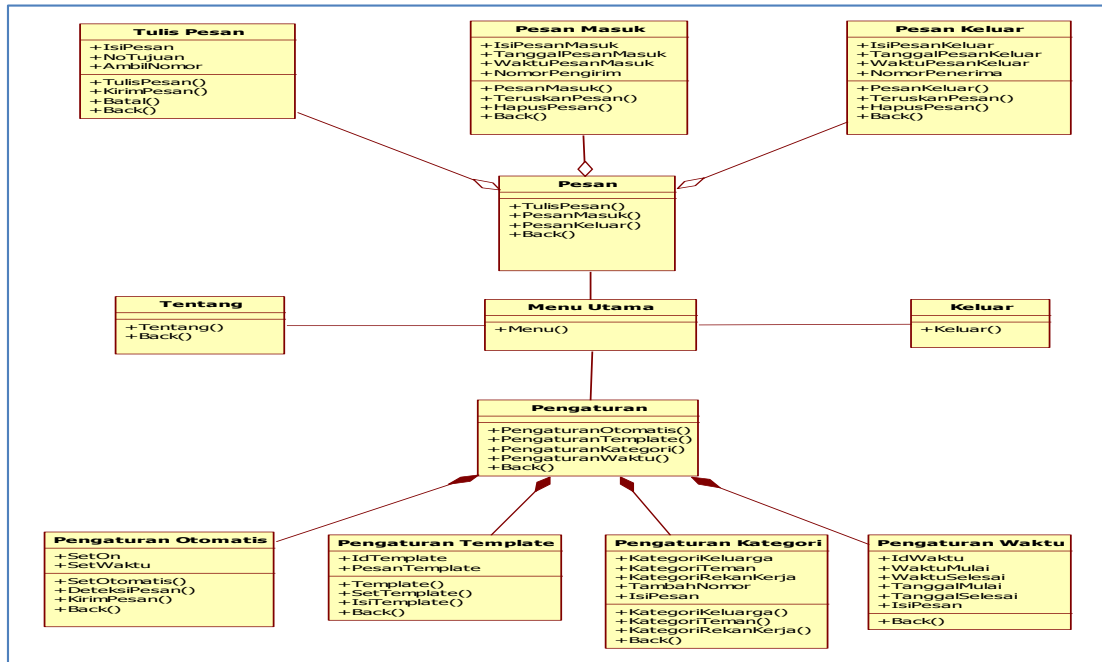 Tulis Pesan
+IsiPesan
+NoTujuan
+AmbilNomor
+TulisPesan()
+KirimPesan()
+Batal()
+Back()
Pesan Masuk
+IsiPesanMasuk
+TanggalPesanMasuk
+WaktuPesanMasuk
+NomorPengirim
+PesanMasuk()
+TeruskanPesan()
+HapusPesan()
+Back()
Pesan Keluar
+IsiPesanKeluar
+TanggalPesanKeluar
+WaktuPesanKeluar
+NomorPenerima
+PesanKeluar()
+TeruskanPesan()
+HapusPesan()
+Back()
Pesan
+TulisPesan()
+PesanMasuk()
+PesanKeluar()
+Back()
Tentang
+Tentang()
+Back()
Menu Utama
+Menu()
Keluar
+Keluar()
Pengaturan
+PengaturanOtomatis()
+PengaturanTemplate()
+PengaturanKategori()
+PengaturanWaktu()
+Back()
Pengaturan Otomatis
+SetOn
+SetWaktu
+SetOtomatis()
+DeteksiPesan()
+KirimPesan()
+Back()
Pengaturan Template
+IdTemplate
+PesanTemplate
+Template()
+SetTemplate()
+IsiTemplate()
+Back()
Pengaturan Kategori
+KategoriKeluarga
+KategoriTeman
+KategoriRekanKerja
+TambahNomor
+IsiPesan
+KategoriKeluarga()
+KategoriTeman()
+KategoriRekanKerja()
+Back()
Pengaturan Waktu
+IdWaktu
+WaktuMulai
+WaktuSelesai
+TanggalMulai
+TanggalSelesai
+IsiPesan
+Back()